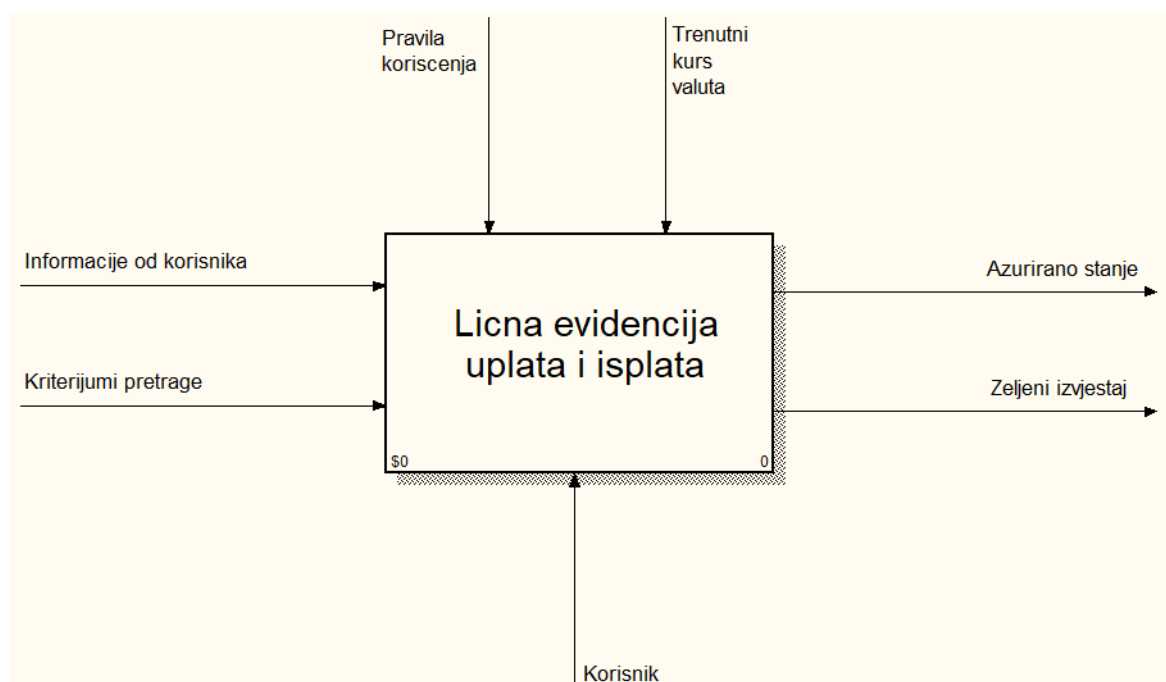 Pravila
koriscenja
Trenutni
kurs
valuta
Informacije od korisnika
Azurirano stanje
Licna evidencija
uplata i isplata
Kriterijumi pretrage
Zeljeni izvjestaj
$0
0
Korisnik